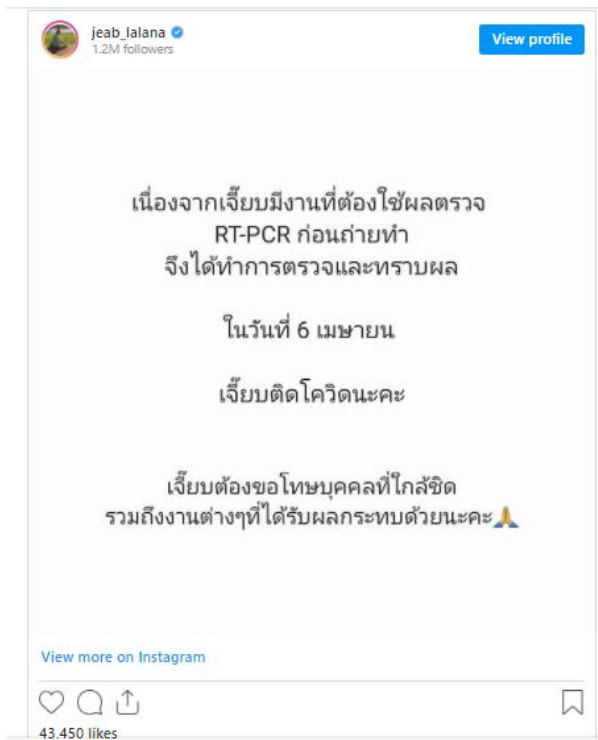 jeab_lalana
1.2M followers
View profile
เนื่องจากเจี๊ยบมีงานที่ต้องใช้ผลตรวจ
RT-PCR ก่อนถ่ายทำ
จึงได้ทำการตรวจและทราบผล
ในวันที่ 6 เมษายน
เจี๊ยบติดโควิดนะคะ
เจี๊ยบต้องขอโทษบุคคลที่ใกล้ชิด
รวมถึงงานต่างๆที่ได้รับผลกระทบด้วยนะคะ🙏
View more on Instagram
43,450 likes